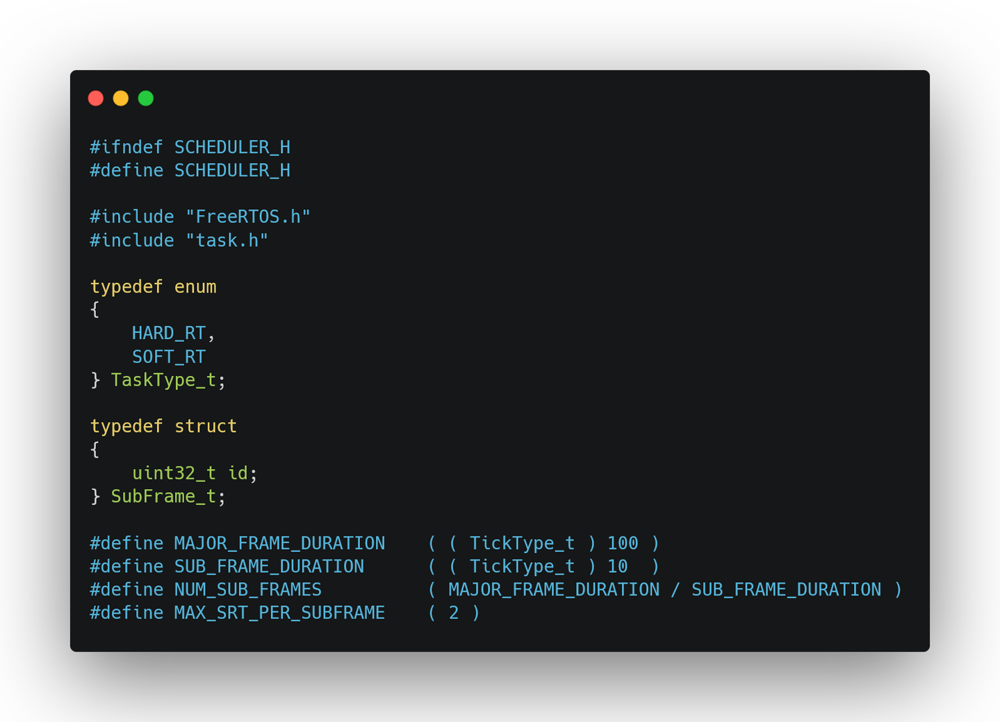 #ifndef SCHEDULER_H
#define SCHEDULER_H
#include "FreeRTOS.h"
#include "task.h"
typedef enum
{
    HARD_RT,
    SOFT_RT
} TaskType_t;
typedef struct
{
    uint32_t id;
} SubFrame_t;
#define MAJOR_FRAME_DURATION    ( ( TickType_t ) 100 )
#define SUB_FRAME_DURATION      ( ( TickType_t ) 10  )
#define NUM_SUB_FRAMES          ( MAJOR_FRAME_DURATION / SUB_FRAME_DURATION )
#define MAX_SRT_PER_SUBFRAME    ( 2 )